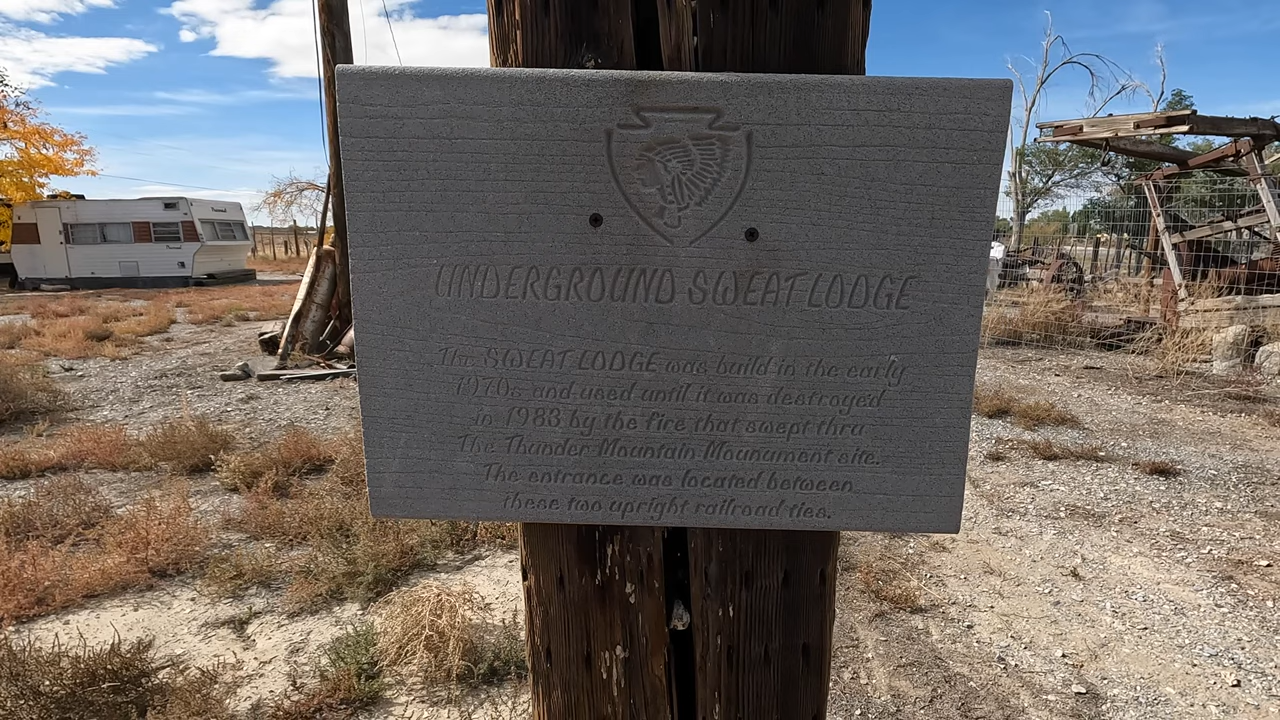 UNDERGROUND SWEAT LODGE
The SWEAT LODGE was build in the early
1970s and used until it was destroyed
in 1983 by the fire that swept thru
The Thunder Mountain Mounument site.
The entrance was located between
these two upright railroad ties.